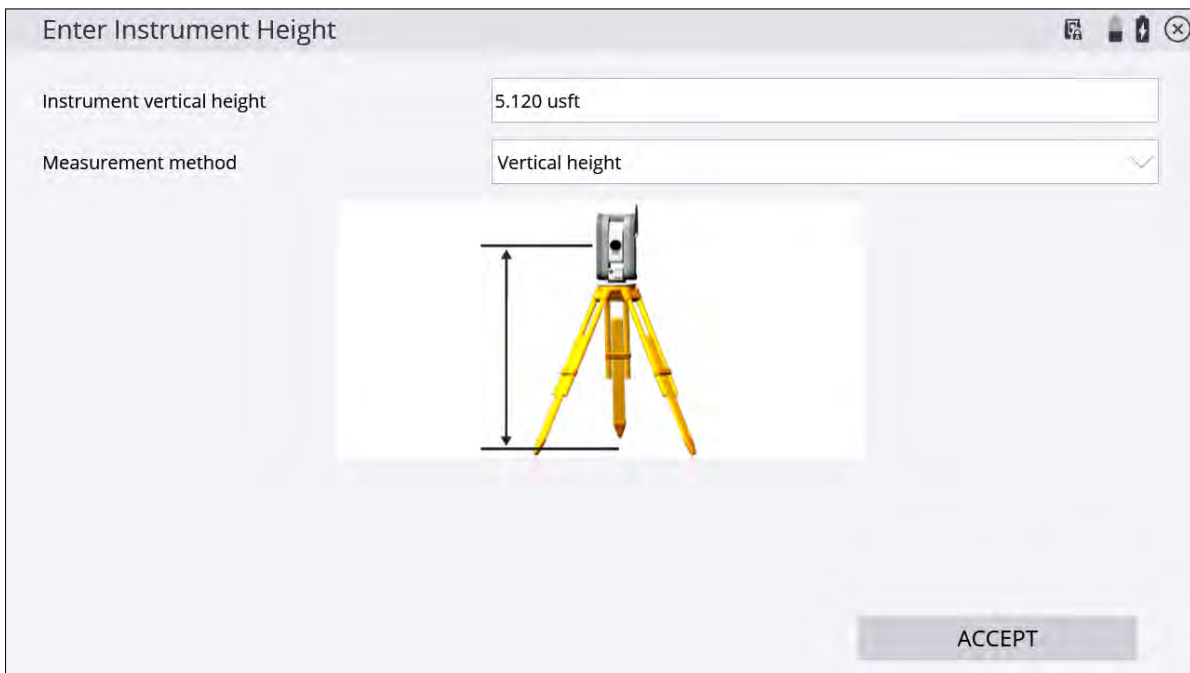 Enter Instrument Height
Instrument vertical height
5.120 usft
Measurement method
Vertical height
ACCEPT